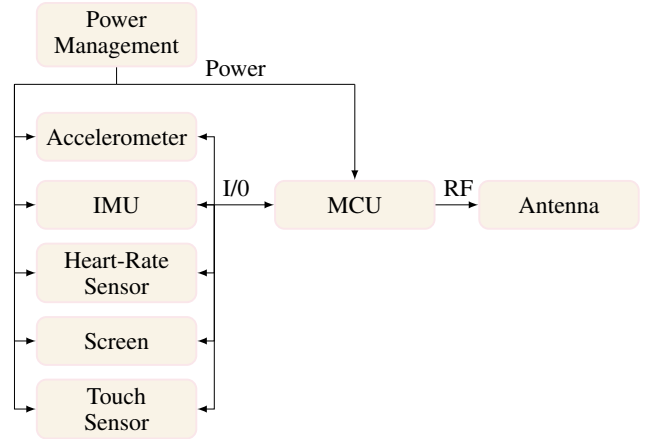 Power
Management
Power
Accelerometer
I/0
IMU
MCU
RF
Antenna
Heart-Rate
Sensor
Screen
Touch
Sensor